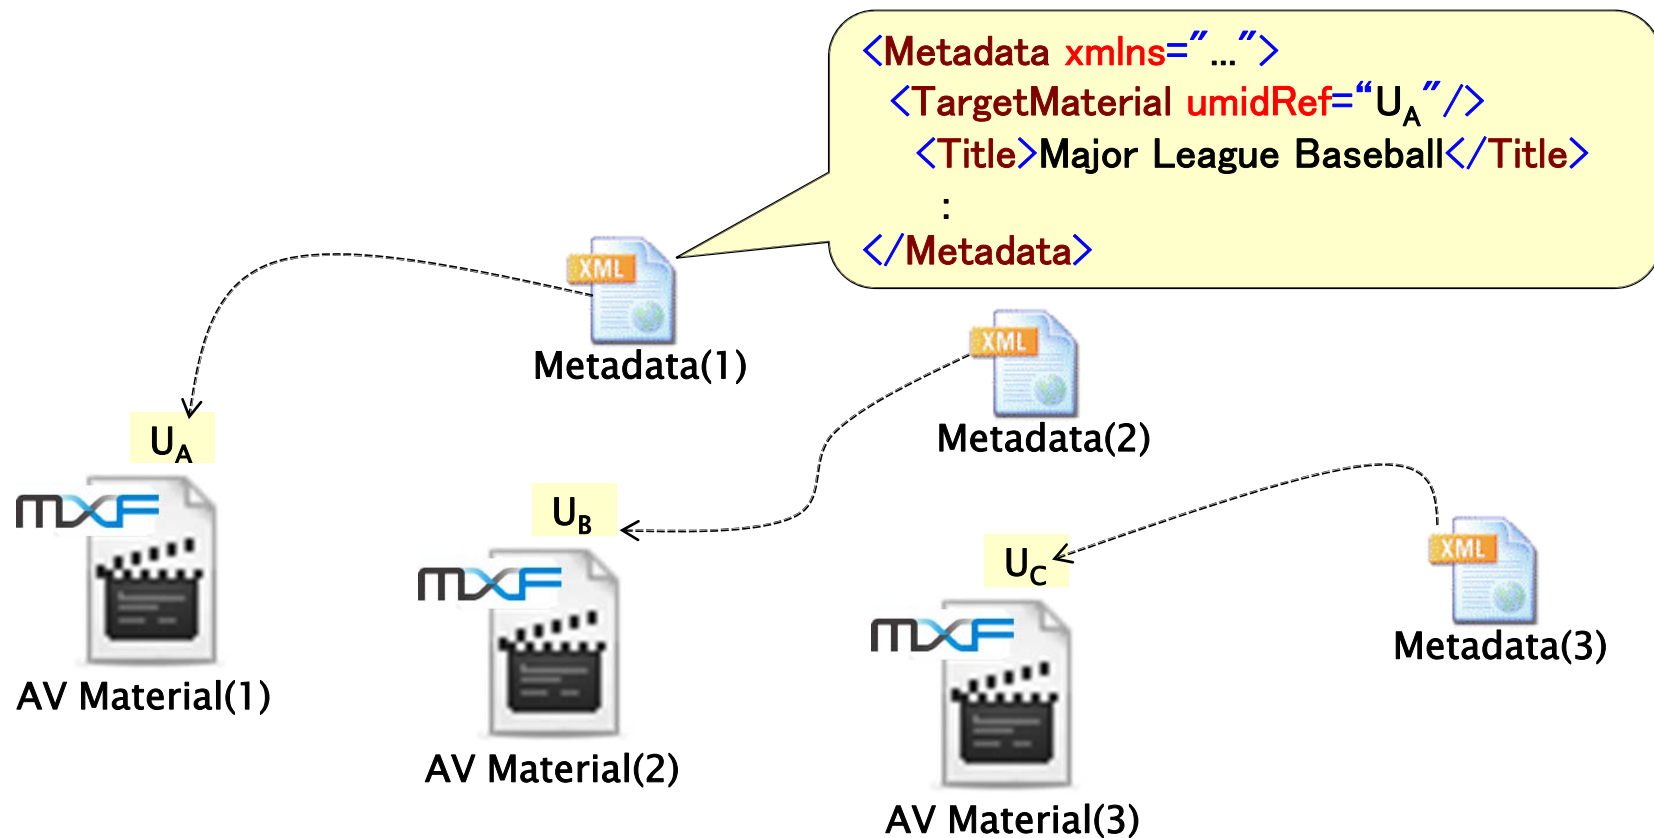 <Metadata xmlns="...">
<TargetMaterial umidRef=“UA”/>
<Title>Major League Baseball</Title>
:
</Metadata>
XML
Metadata(1)
XML
Metadata(2)
UA
mxF
AV Material(1)
UB
mxF
AV Material(2)
UC
mxF
AV Material(3)
XML
Metadata(3)